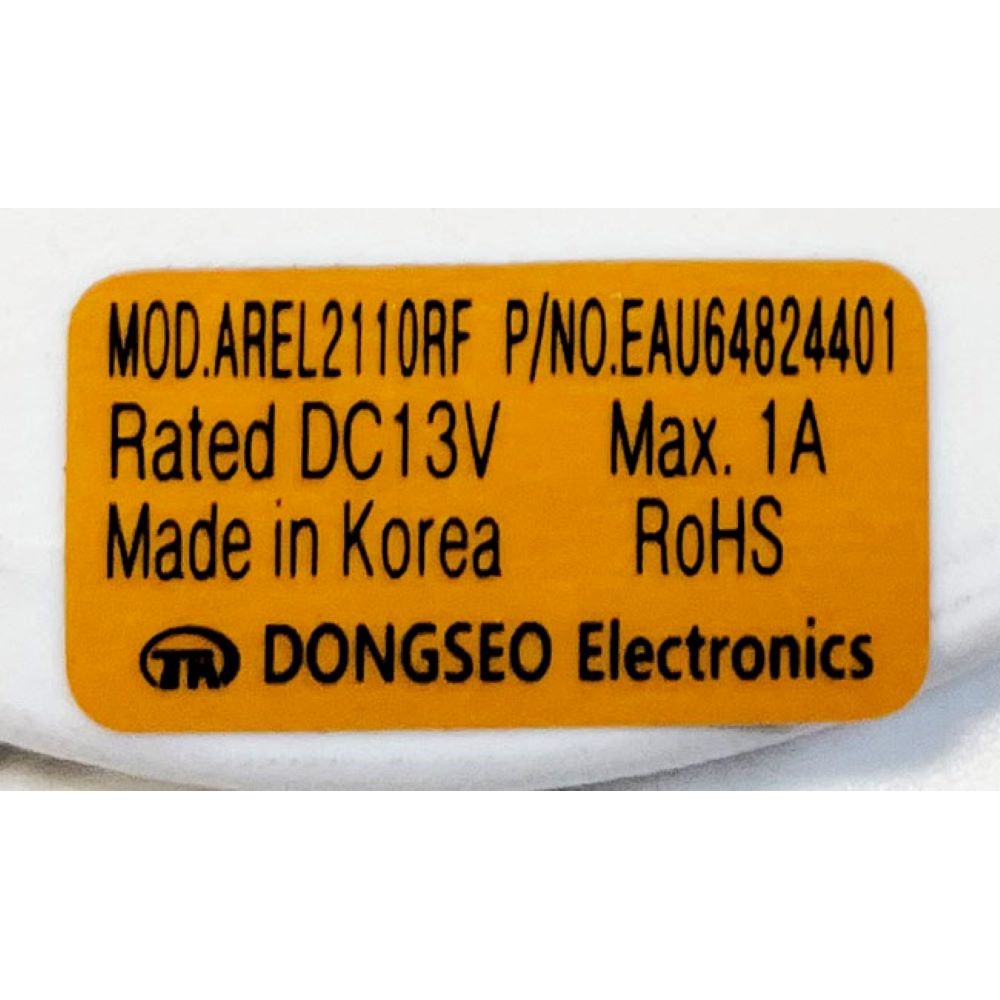 MOD.AREL2110RF P/NO.EAU64824401
Rated DC13V Max. 1A
Made in Korea RoHS
DONGSEO Electronics